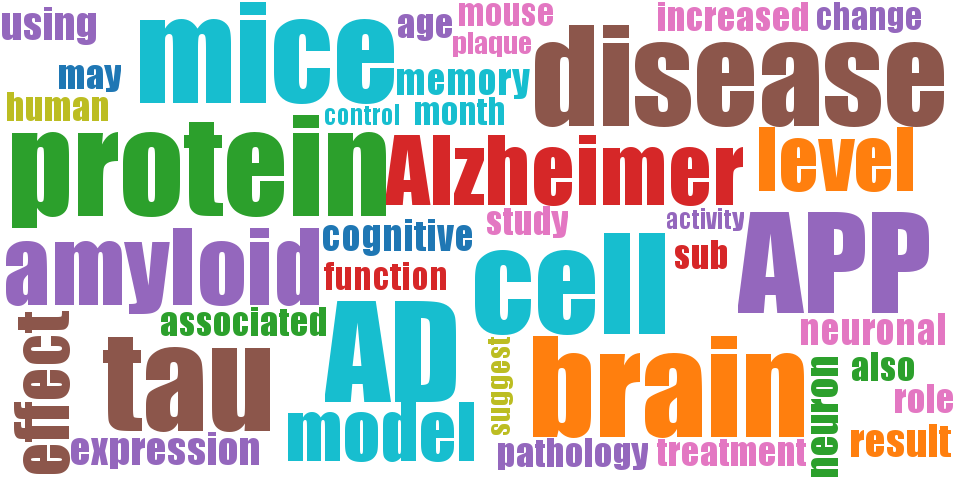 using
mice
age
mouse
plaque
increased
change
may
memory
disease
human
control
month
protein
Alzheimer
level
amyloid
cognitive
study
activity
APP
function
cell
sub
associated
AD
neuronal
effect
tau
suggest
brain
neuron
also
role
model
expression
pathology
treatment
result